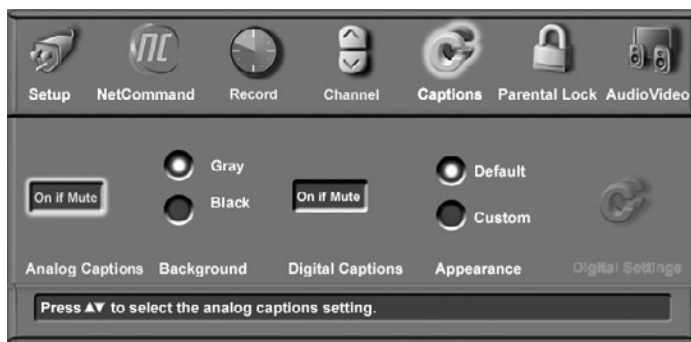 Setup NetCommand Record Channel Captions Parental Lock AudioVideo
Gray
On if Mute
Black
On if Mute
Default
Custom
Analog Captions Background Digital Captions Appearance Digital Settings
Press ▲▼ to select the analog captions setting.